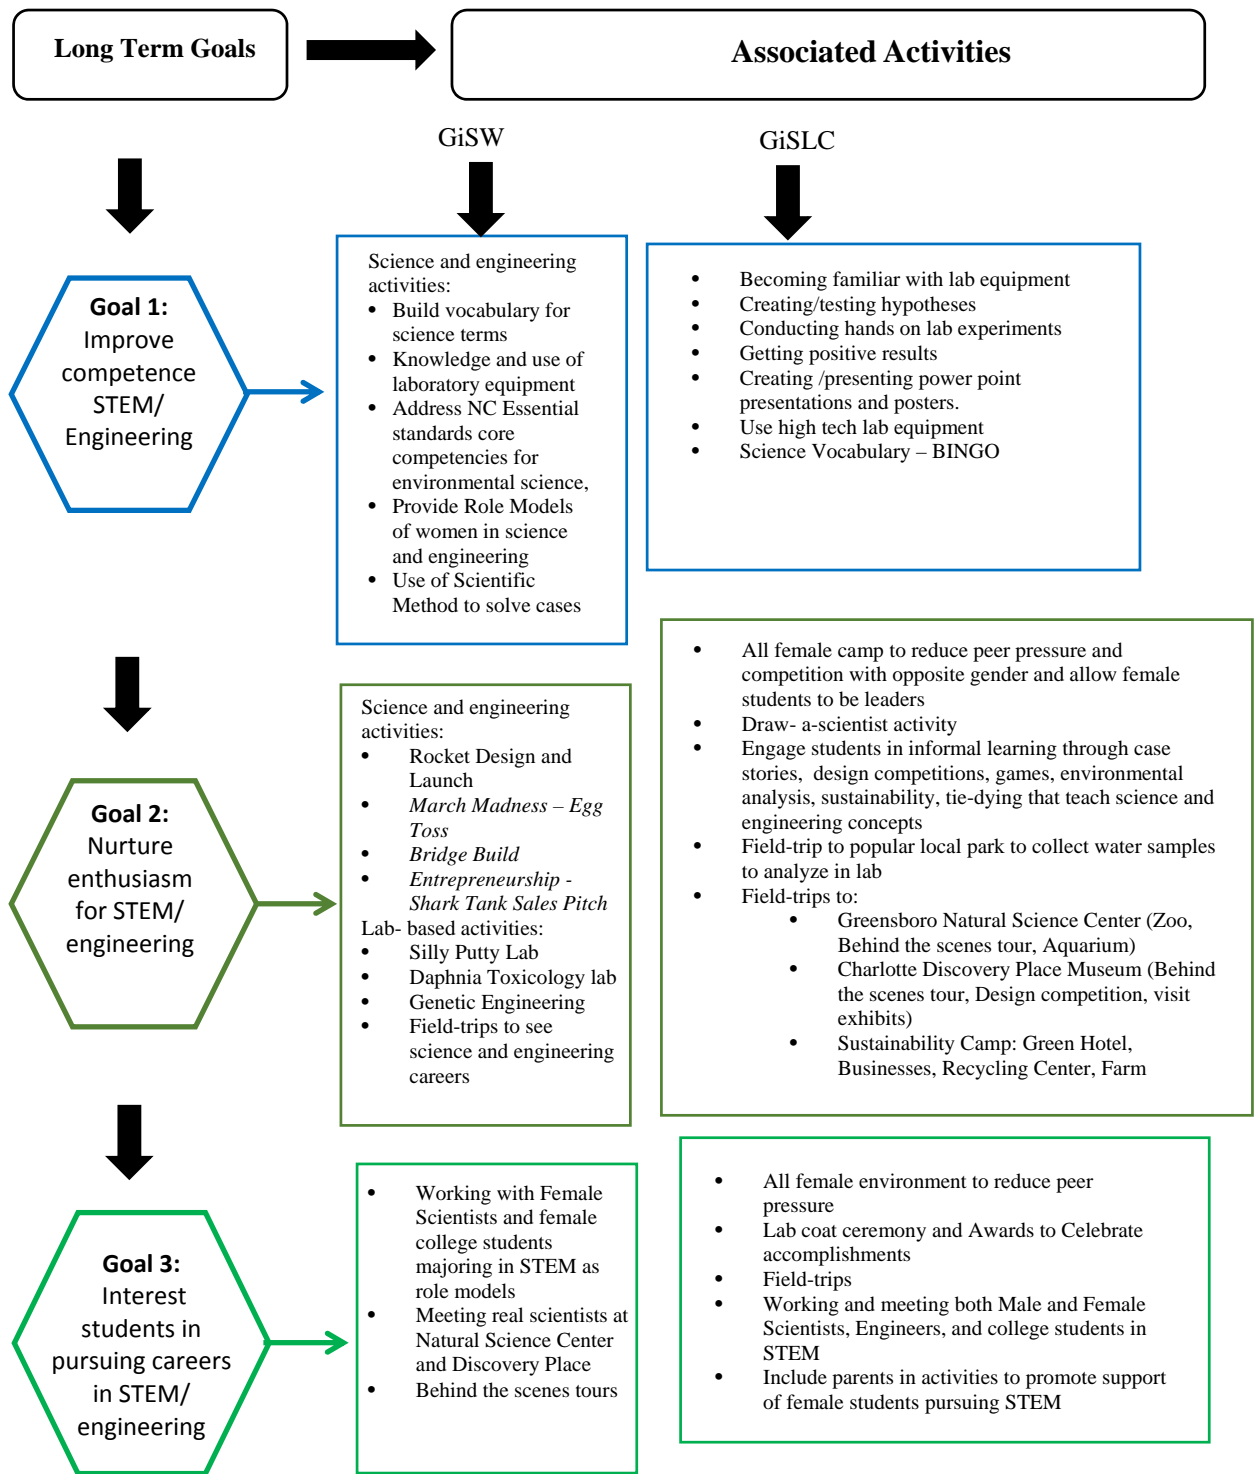 Long Term Goals
Associated Activities
GiSW
GiSLC
Goal 1:
Improve
competence
STEM/
Engineering
Science and engineering
activities:
• Build vocabulary for
science terms
• Knowledge and use of
laboratory equipment
• Address NC Essential
standards core
competencies for
environmental science,
• Provide Role Models
of women in science
and engineering
• Use of Scientific
Method to solve cases
• Becoming familiar with lab equipment
• Creating/testing hypotheses
• Conducting hands on lab experiments
• Getting positive results
• Creating /presenting power point
presentations and posters.
• Use high tech lab equipment
• Science Vocabulary – BINGO
Goal 2:
Nurture
enthusiasm
for STEM/
engineering
Science and engineering
activities:
• Rocket Design and
Launch
• March Madness – Egg
Toss
• Bridge Build
• Entrepreneurship -
Shark Tank Sales Pitch
Lab- based activities:
• Silly Putty Lab
• Daphnia Toxicology lab
• Genetic Engineering
• Field-trips to see
science and engineering
careers
• All female camp to reduce peer pressure and
competition with opposite gender and allow female
students to be leaders
• Draw- a-scientist activity
• Engage students in informal learning through case
stories, design competitions, games, environmental
analysis, sustainability, tie-dying that teach science and
engineering concepts
• Field-trip to popular local park to collect water samples
to analyze in lab
• Field-trips to:
• Greensboro Natural Science Center (Zoo,
Behind the scenes tour, Aquarium)
• Charlotte Discovery Place Museum (Behind
the scenes tour, Design competition, visit
exhibits)
• Sustainability Camp: Green Hotel,
Businesses, Recycling Center, Farm
Goal 3:
Interest
students in
pursuing careers
in STEM/
engineering
• Working with Female
Scientists and female
college students
majoring in STEM as
role models
• Meeting real scientists at
Natural Science Center
and Discovery Place
• Behind the scenes tours
• All female environment to reduce peer
pressure
• Lab coat ceremony and Awards to Celebrate
accomplishments
• Field-trips
• Working and meeting both Male and Female
Scientists, Engineers, and college students in
STEM
• Include parents in activities to promote support
of female students pursuing STEM